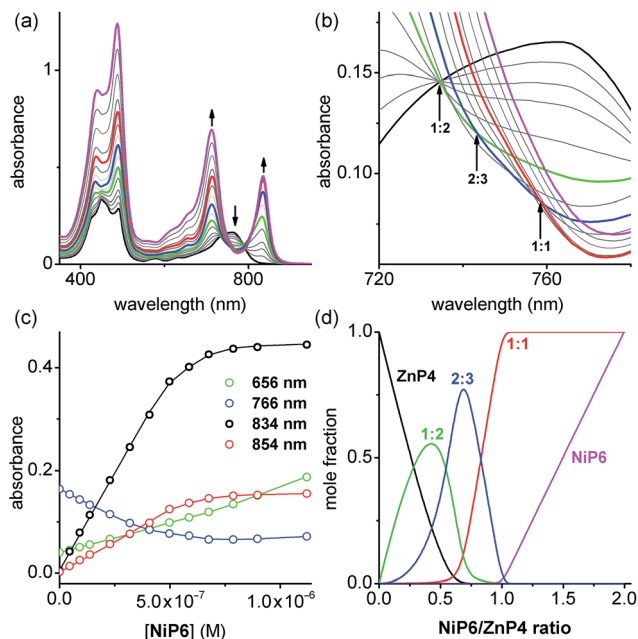 (a)
absorbance
1
0
400
600
800
wavelength (nm)
(b)
absorbance
0.15
0.10
1:2
2:3
1:1
720
740
760
wavelength (nm)
(c)
absorbance
0.4
0.2
0.0
656 nm
766 nm
834 nm
854 nm
0.0
5.0x10⁻⁷
1.0x10⁻⁶
[NiP6] (M)
(d)
mole fraction
1.0
0.5
0.0
ZnP4
1:2
2:3
1:1
NiP6
0.0
0.5
1.0
1.5
2.0
NiP6/ZnP4 ratio